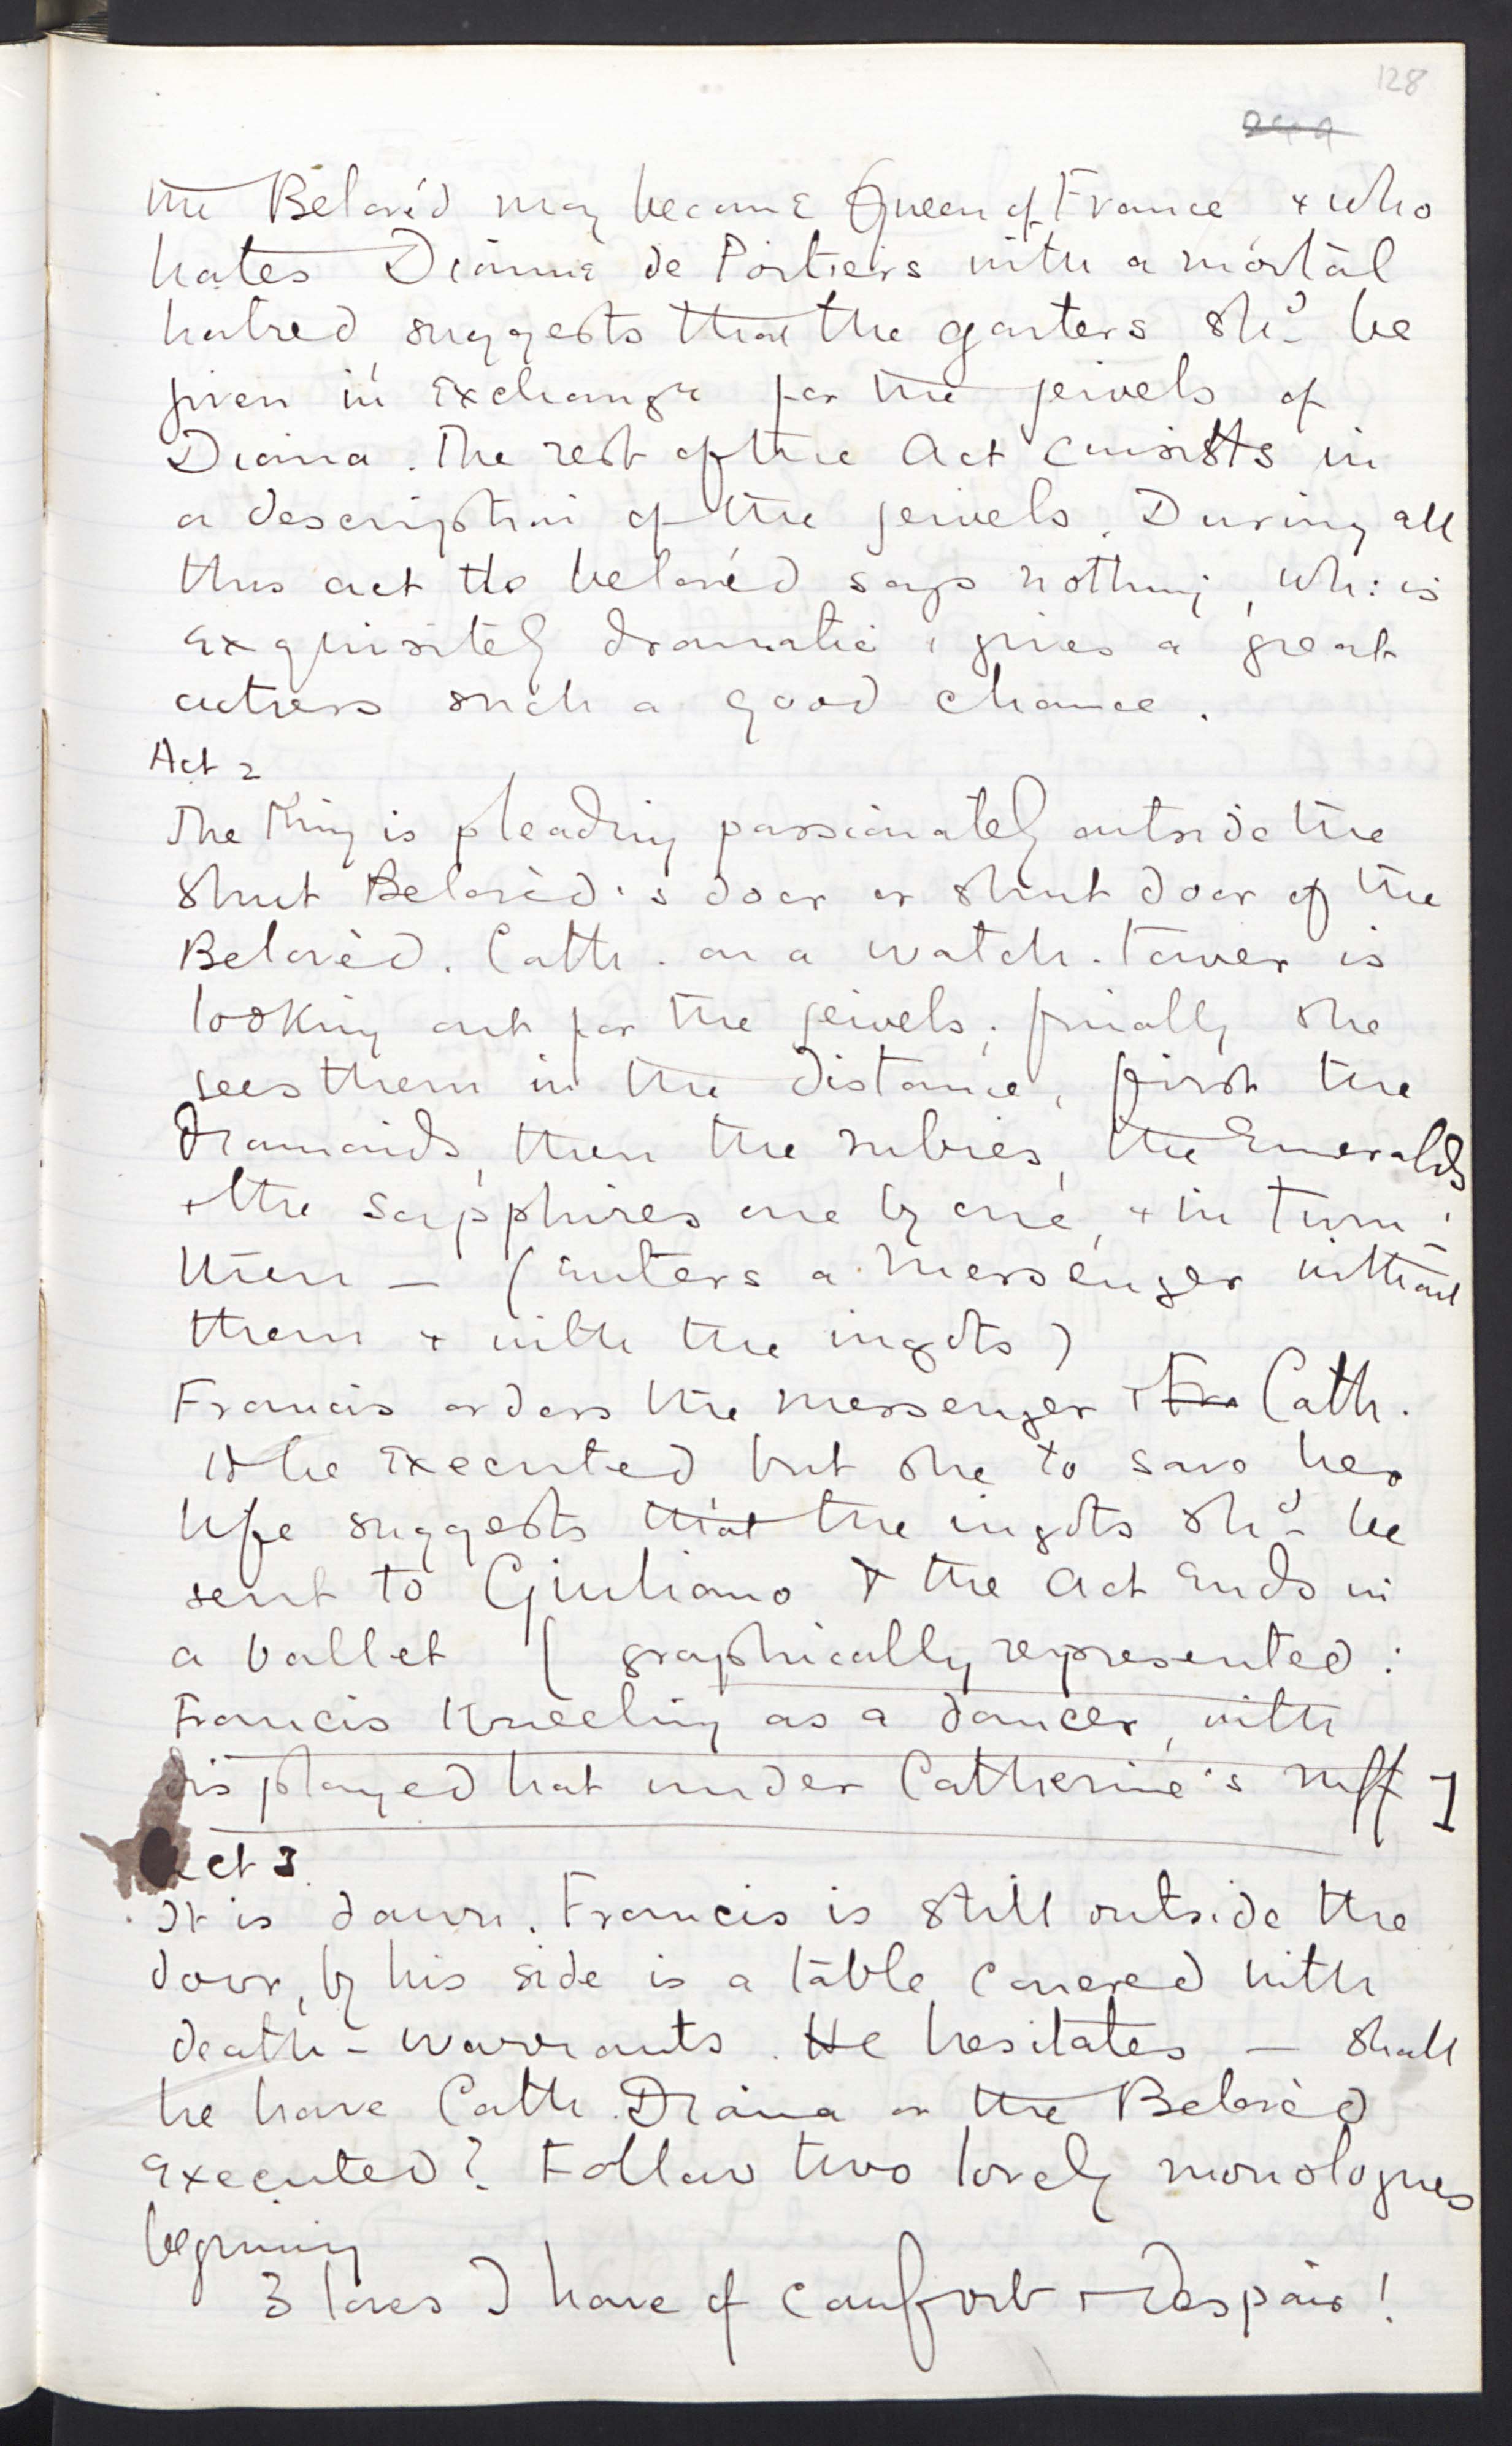 128
the Belovéd may become Queen of France & who
hates Dianna de Poitiers with a mortal
hatred, suggests that the garters shd be
given in exchange for the jewels of
Diana. The rest of the Act consists in
a description of the jewels. During all
this act the belovéd says nothing, wh: is
exquisitely dramatic & gives a great
actress such a good chance.
Act 2
The King is pleading passionately outside the
shut Belovéd's door or shut door of the
Belovéd. Cath. on a watch-tower is
looking out for the jewels; finally she
sees them in the distance, first the
diamonds, then the rubies, the Emeralds
& the sapphires one by one, & in turn;
then — (enters a messenger without
them & with the ingots)
Francis orders the messenger & Fra Cath.
to be executed but she to save her
life suggests that the ingots shd be
sent to Giuliano & the act ends in
a ballet [graphically represented:
Francis kneeling as a dancer, with
his played hat under Catherine's ruff]
Act 3
It is dawn. Francis is still outside the
door, by his side is a table covered with
death-warrants. He hesitates — shall
he have Cath. Diana or the Belovéd
executed? Follow two lovely monologues
beginning
3 loves I have of comfort & despair!